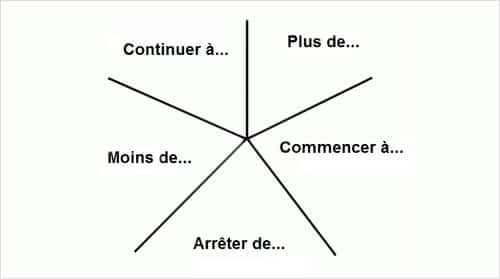 Continuer à...
Plus de...
Moins de...
Commencer à...
Arrêter de...